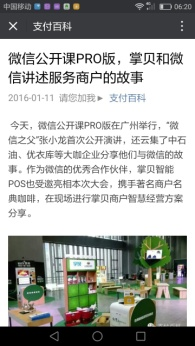 中国移动 06:20
支付百科
微信公开课PRO版，掌贝和微
信讲述服务商户的故事
2016-01-11 请您加我► 支付百科
今天，微信公开课PRO在广州举行，“微
信之父”张小龙首次公开演讲，还云集了中石
油、优衣库等大咖企业分享他们与微信的故
事。作为微信的优秀合作伙伴，掌贝智能
POS也受邀亮相本次大会，携手著名商户名
典咖啡，在现场进行掌贝商户智慧经营方案
分享。